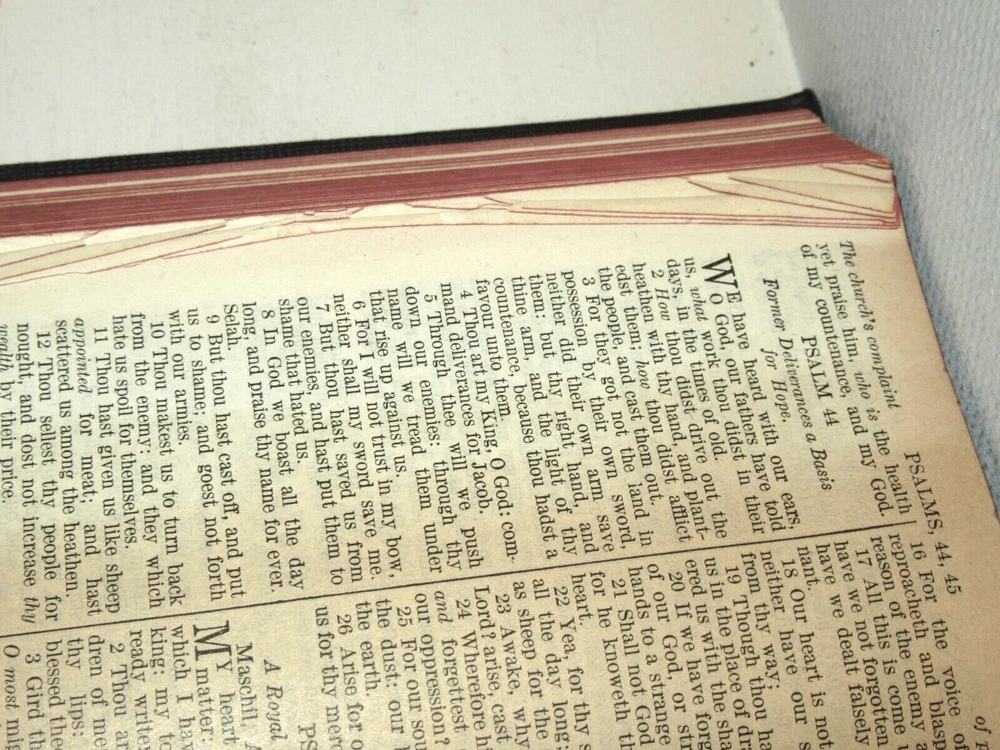 The church's complaint
PSALMS, 44, 45
of F
yet praise him, who is the health
of my countenance, and my God.
PSALM 44
Former Deliverances a Basis
for Hope.
WE have heard with our ears,
O God, our fathers have told
us, what work thou didst in their
days, in the times of old.
2 How thou didst drive out the
heathen with thy hand, and plant-
edst them; how thou didst afflict
the people, and cast them out.
3 For they got not the land in
possession by their own sword,
neither did their own arm save
them: but thy right hand, and
thine arm, and the light of thy
countenance, because thou hadst a
favour unto them.
4 Thou art my King, O God: com-
mand deliverances for Jacob.
5 Through thee will we push
down our enemies: through thy
name will we tread them under
that rise up against us.
6 For I will not trust in my bow,
neither shall my sword save me.
7 But thou hast saved us from
our enemies, and hast put them to
shame that hated us.
8 In God we boast all the day
long, and praise thy name for ever.
Selah.
9 But thou hast cast off, and put
us to shame; and goest not forth
with our armies.
10 Thou makest us to turn back
from the enemy: and they which
hate us spoil for themselves.
11 Thou hast given us like sheep
appointed for meat; and hast
scattered us among the heathen.
12 Thou sellest thy people for
nought, and dost not increase thy
wealth by their price.
16 For the voice of
reproacheth and blasp
reason of the enemy
17 All this is come
have we not forgotten
have we dealt falsely
nant.
18 Our heart is not
neither have our s
from thy way;
19 Though thou ha
us in the place of dra
ered us with the sha
20 If we have forg
of our God, or str
hands to a strange
21 Shall not God
for he knoweth
heart.
22 Yea, for thy s
all the day long;
as sheep for the
23 Awake, why
Lord? arise, cas
24 Wherefore hi
and forgettest
our oppression?
25 For our sou
the dust: our b
the earth.
26 Arise for o
us for thy merc
PS
A Royal
Maschil, A
MY heart
matter:
which I hav
king: my to
ready write
2 Thou ar
dren of me
thy lips:
blessed the
3 Gird th
O most mig